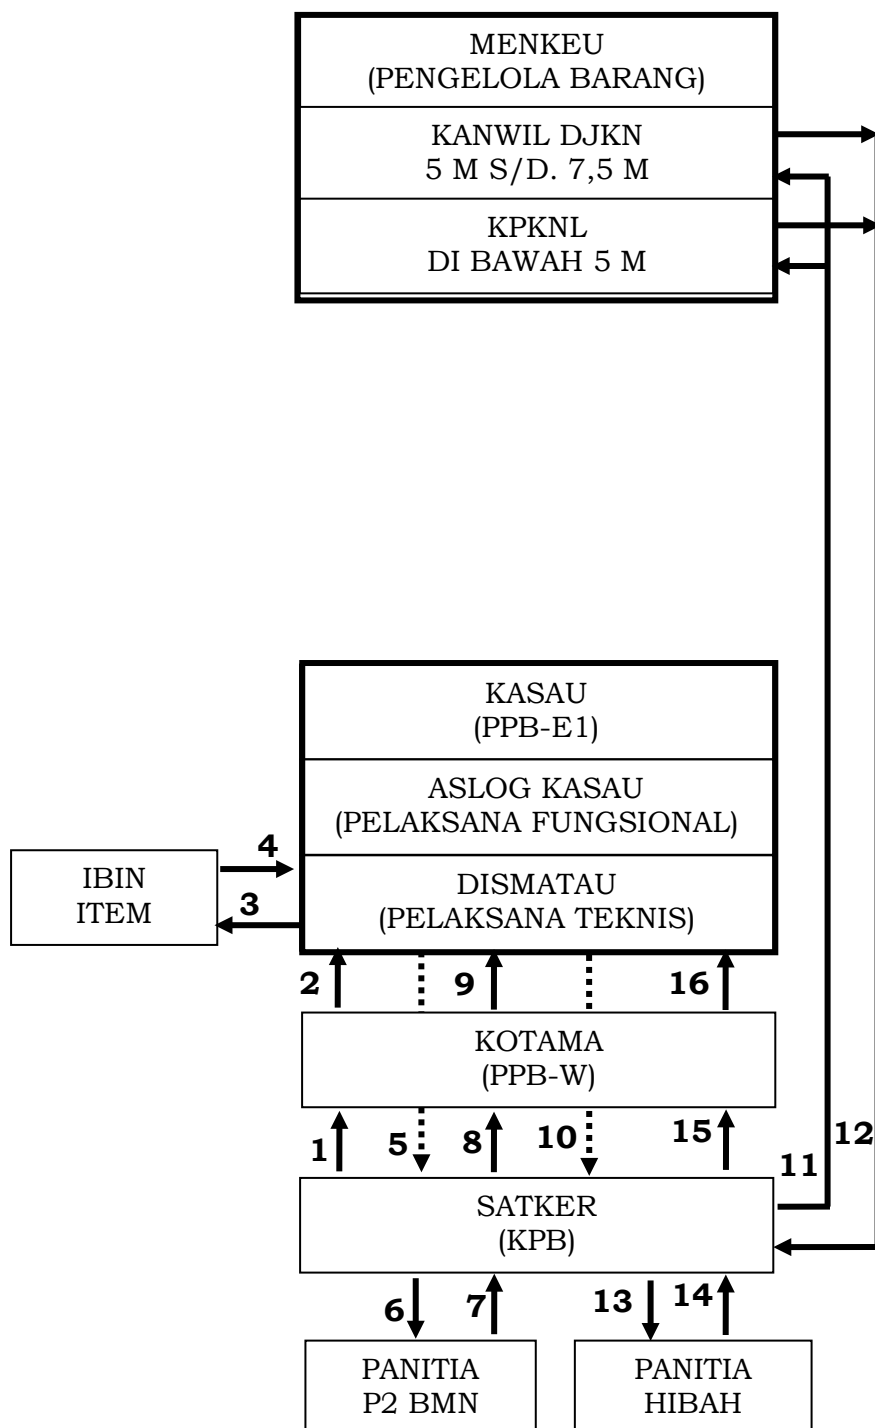 MENKEU
(PENGELOLA BARANG)
KANWIL DJKN
5 M S/D. 7,5 M
KPKNL
DI BAWAH 5 M
KASAU
(PPB-E1)
ASLOG KASAU
(PELAKSANA FUNGSIONAL)
4
IBIN
ITEM
3
DISMATAU
(PELAKSANA TEKNIS)
2
9
16
KOTAMA
(PPB-W)
1
5
8
10
15
12
11
SATKER
(KPB)
6
7
13
14
PANITIA
P2 BMN
PANITIA
HIBAH